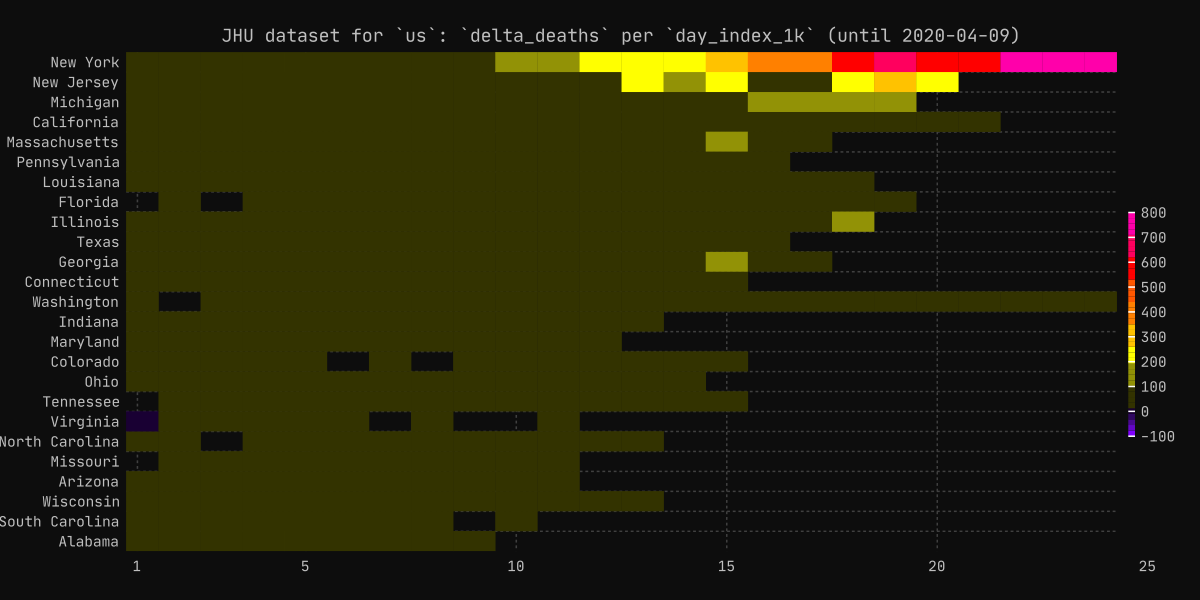 JHU dataset for `us`: `delta_deaths` per `day_index_1k` (until 2020-04-09)
New York
New Jersey
Michigan
California
Massachusetts
Pennsylvania
Louisiana
Florida
Illinois
Texas
Georgia
Connecticut
Washington
Indiana
Maryland
Colorado
Ohio
Tennessee
Virginia
North Carolina
Missouri
Arizona
Wisconsin
South Carolina
Alabama
1 5 10 15 20 25
800
700
600
500
400
300
200
100
0
−100